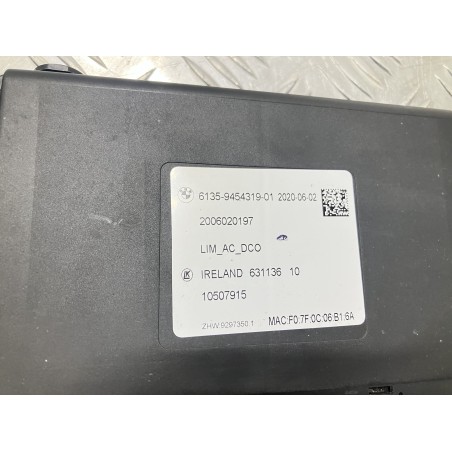 6135-9454319-01 2020-06-02
2006020197
LIM_AC_DCO
IRELAND 631136 10
10507915
ZHW:9297350.1 MAC:F0:7F:0C:06:B1:6A